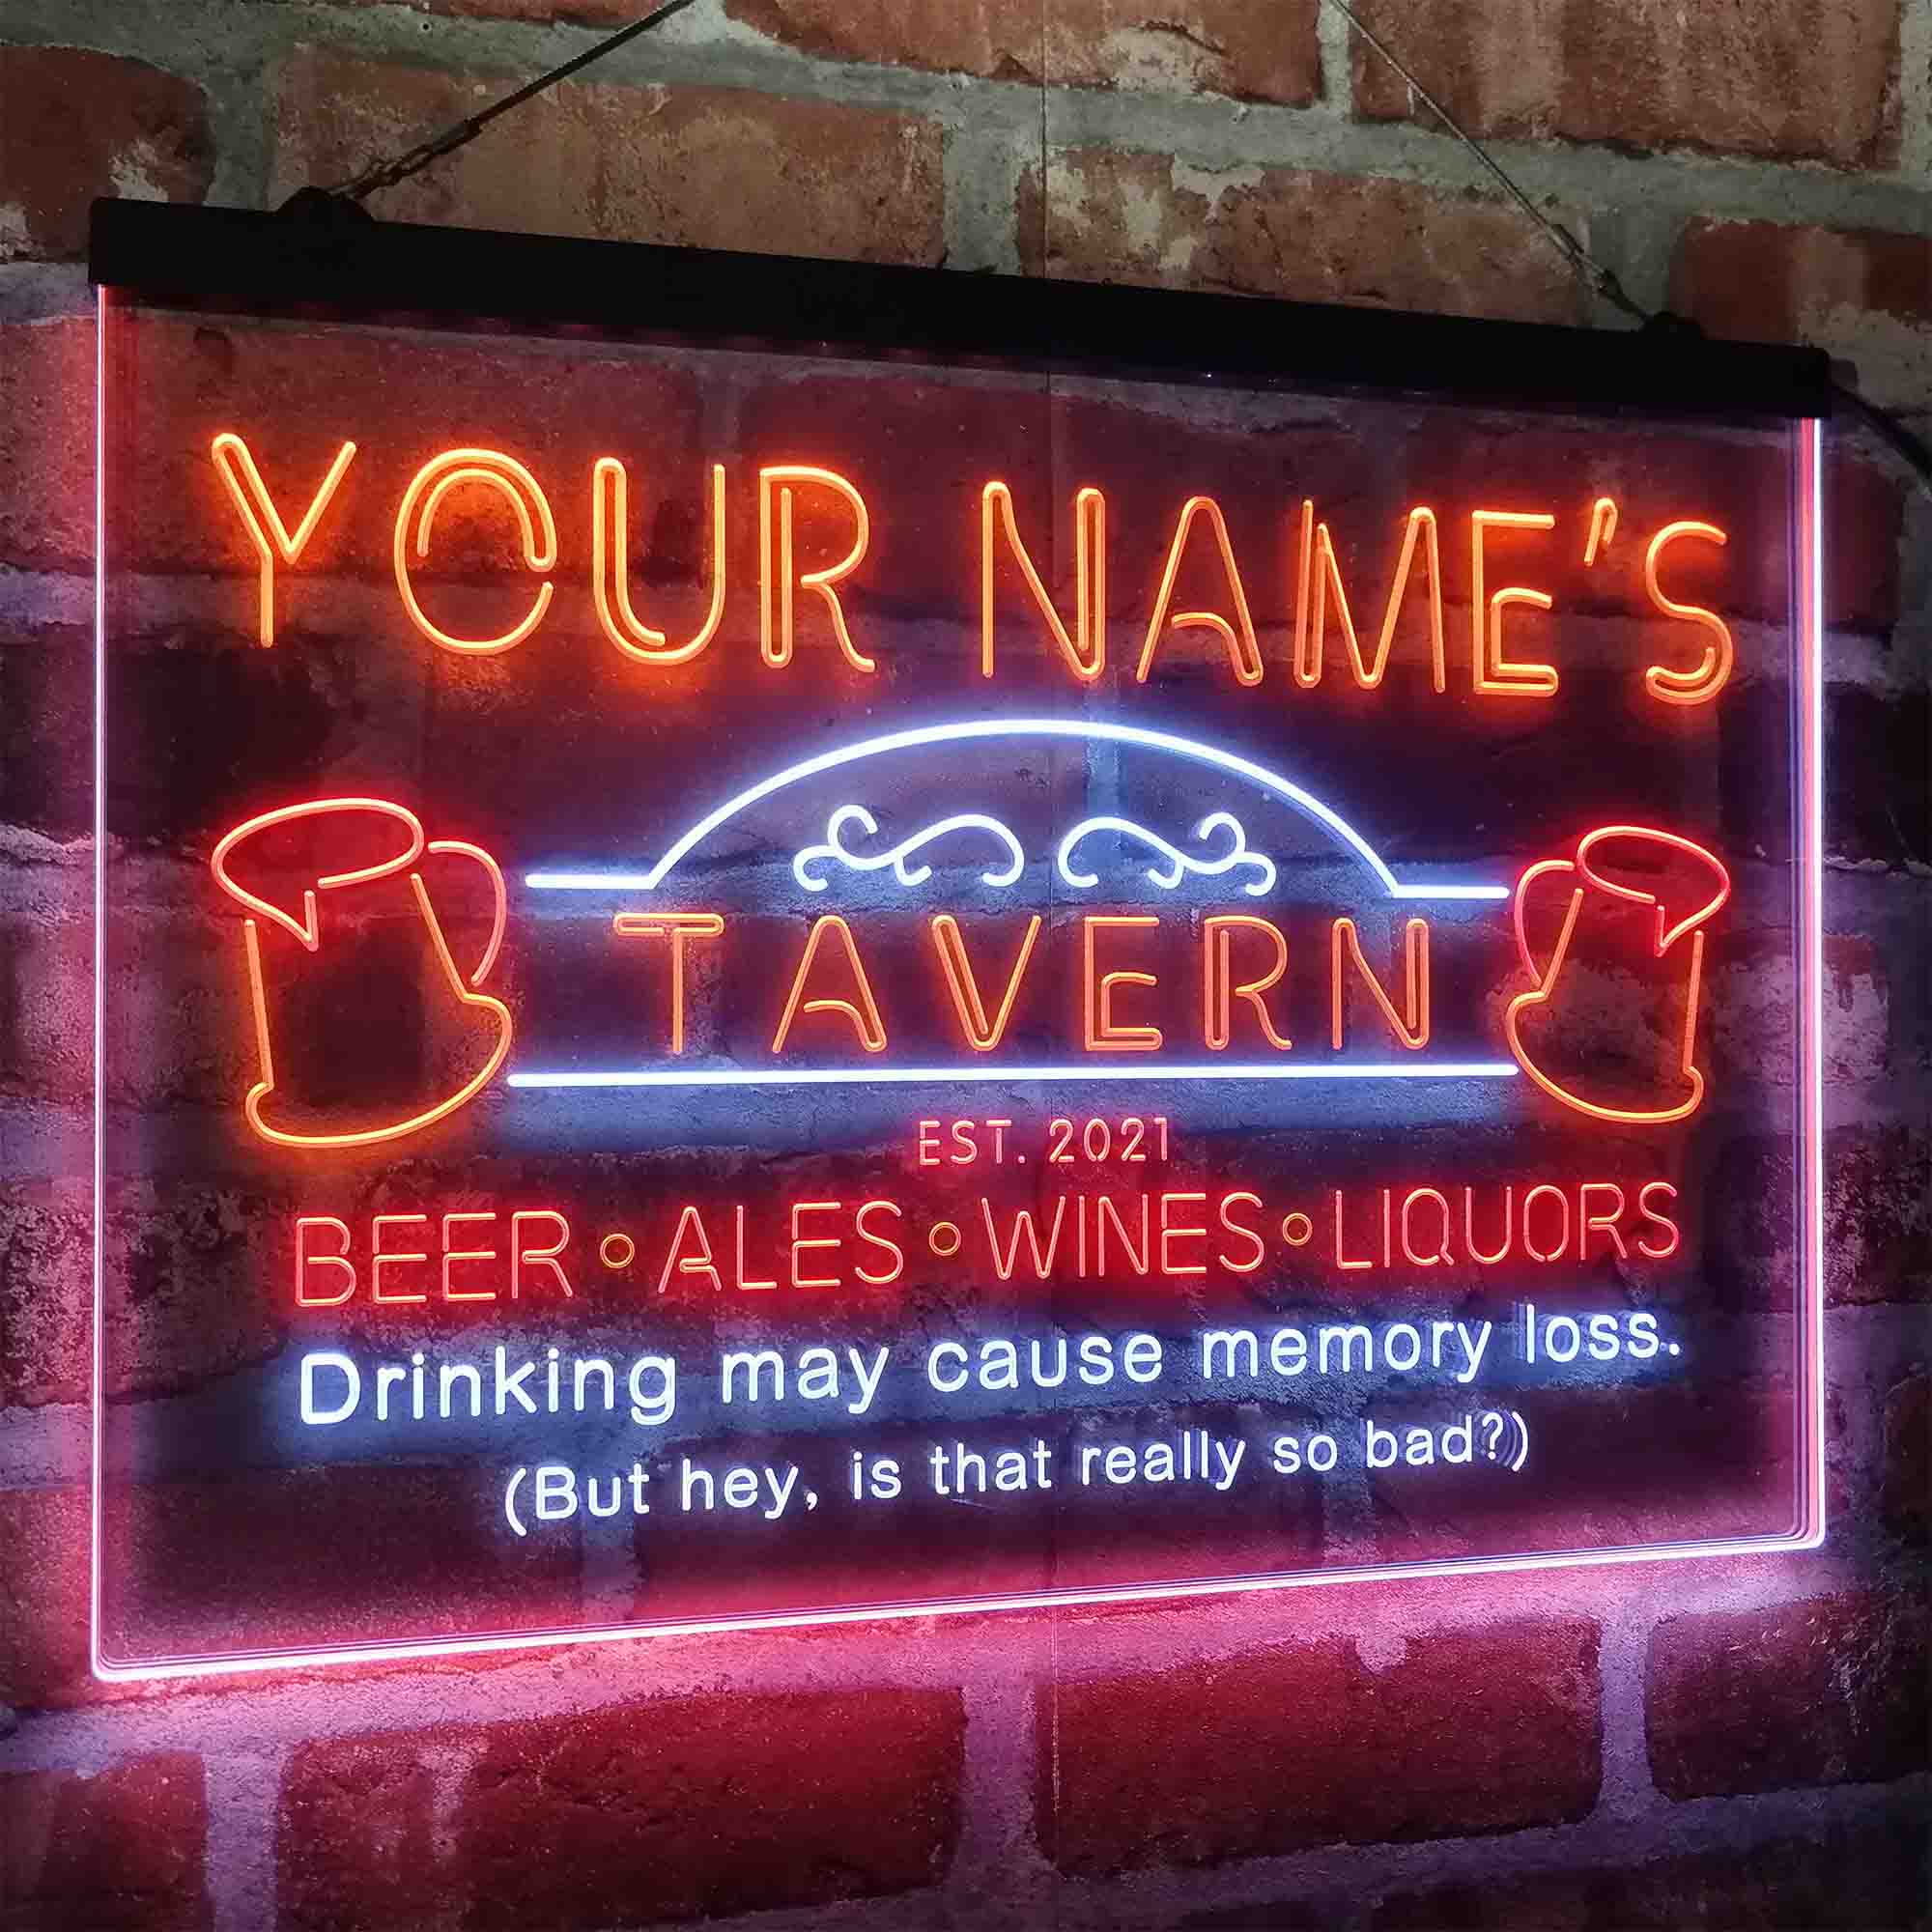 YOUR NAME'S
TAVERN
EST. 2021
BEER • ALES • WINES • LIQUORS
Drinking may cause memory loss.
(But hey, is that really so bad?)